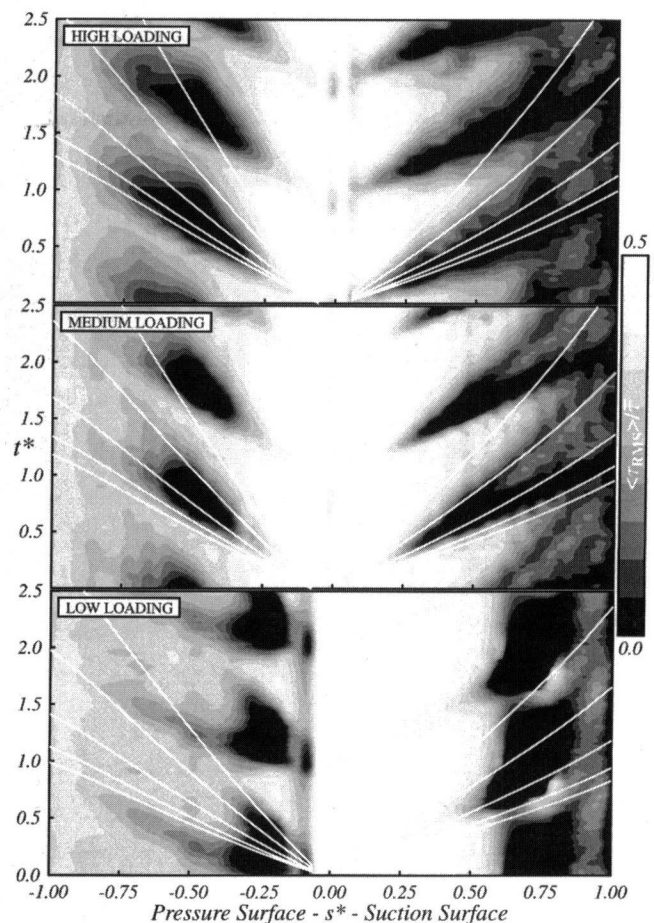 2.5
HIGH LOADING
2.0
1.5
1.0
0.5
0.5
2.5
MEDIUM LOADING
2.0
t*
1.5
1.0
0.5
<τRMS>/τ̅
0.0
2.5
LOW LOADING
2.0
1.5
1.0
0.5
0.0
-1.00 -0.75 -0.50 -0.25 0.00 0.25 0.50 0.75 1.00
Pressure Surface - s* - Suction Surface